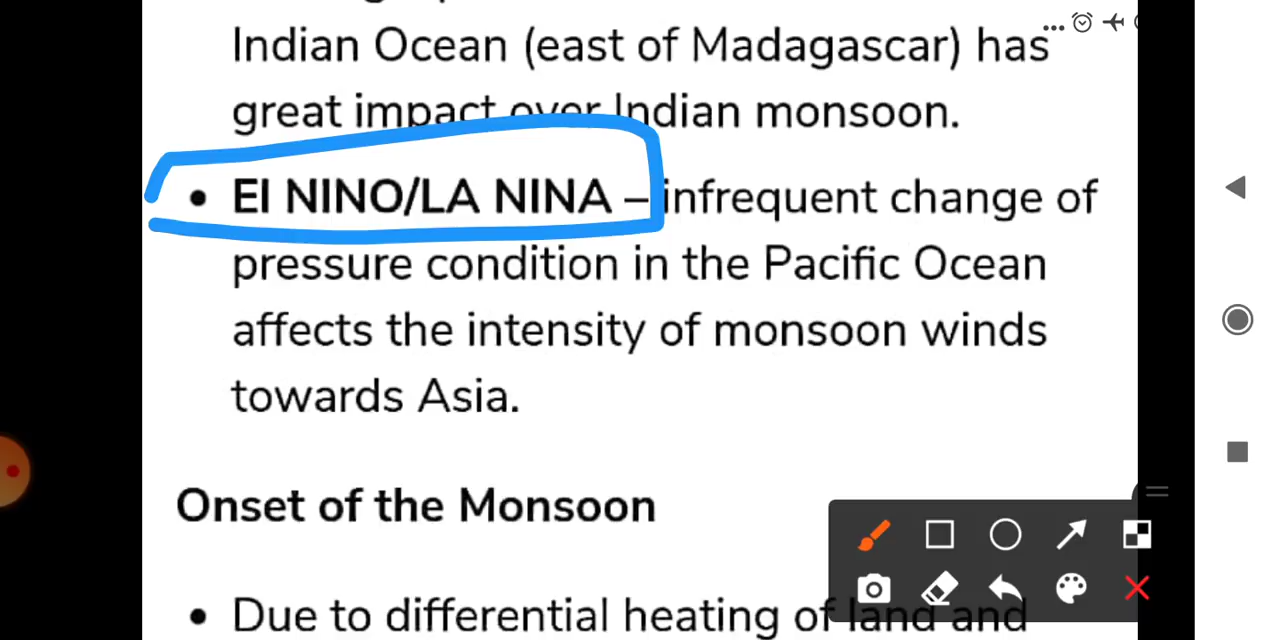 Indian Ocean (east of Madagascar) has
great impact over Indian monsoon.
• El NINO/LA NINA – infrequent change of
pressure condition in the Pacific Ocean
affects the intensity of monsoon winds
towards Asia.
Onset of the Monsoon
• Due to differential heating of land and